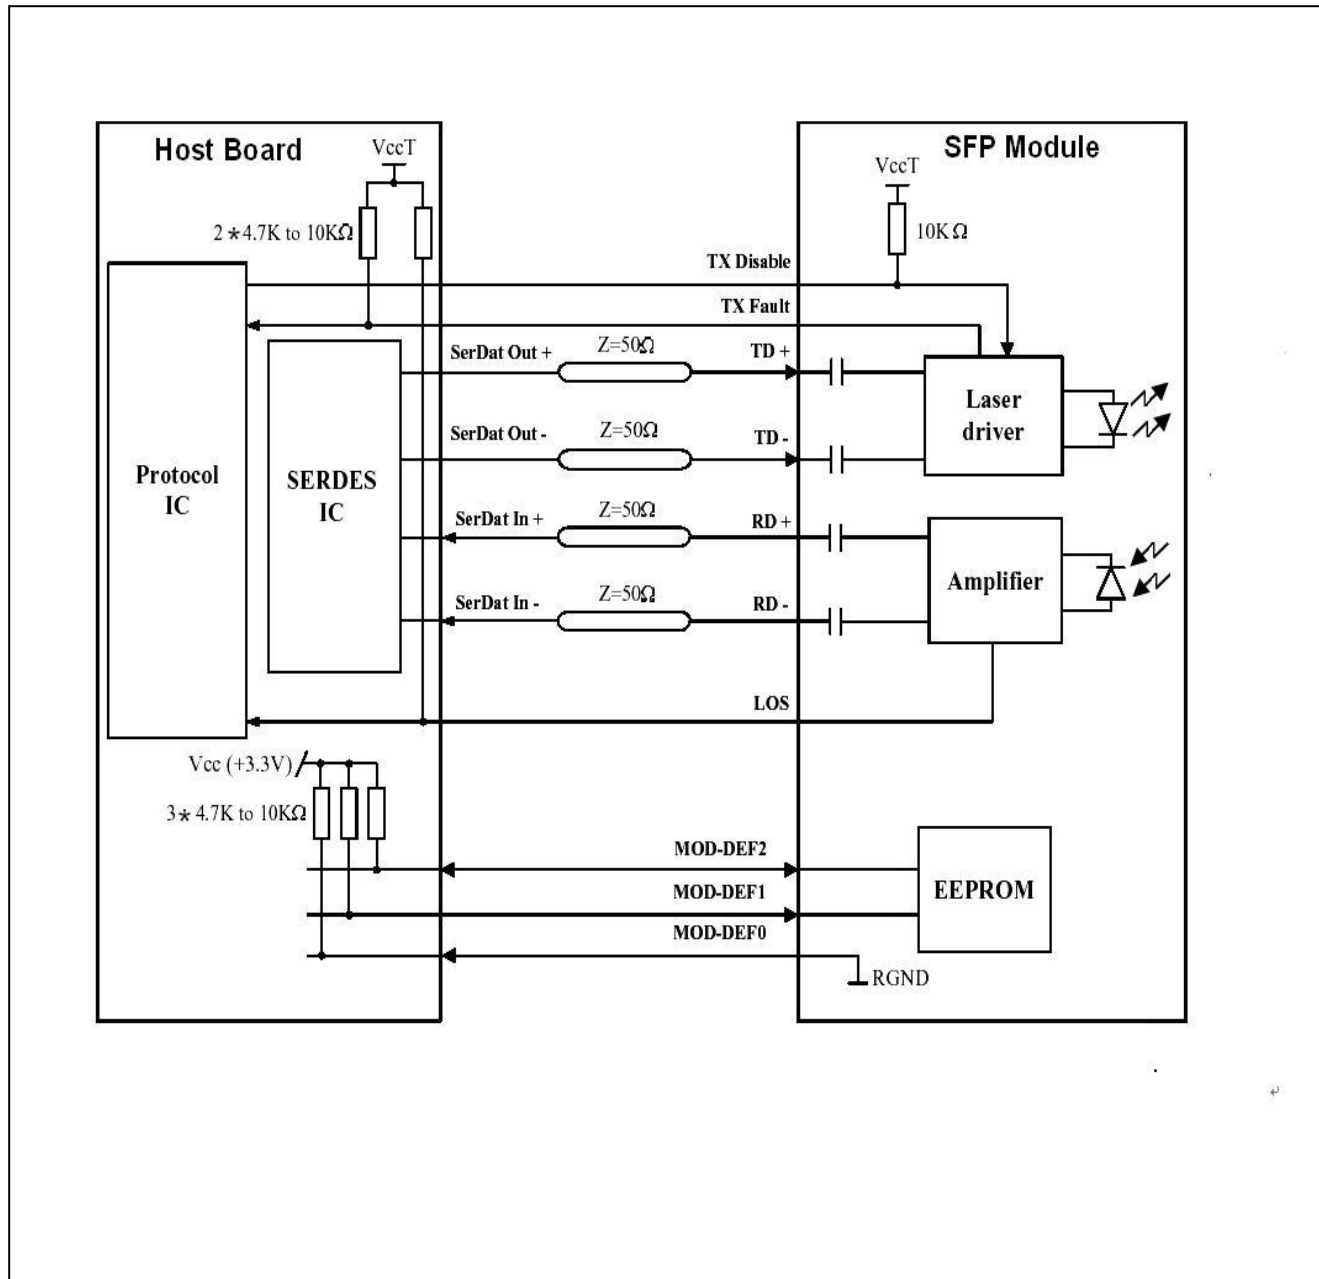 Host Board
SFP Module
VccT
VccT
2*4.7K to 10KΩ
10KΩ
TX Disable
TX Fault
SerDat Out +
Z=50Ω
TD +
Laser
driver
SerDat Out -
Z=50Ω
TD -
Protocol
IC
SERDES
IC
SerDat In +
Z=50Ω
RD +
Amplifier
SerDat In -
Z=50Ω
RD -
LOS
Vcc (+3.3V)
3*4.7K to 10KΩ
MOD-DEF2
EEPROM
MOD-DEF1
MOD-DEF0
RGND